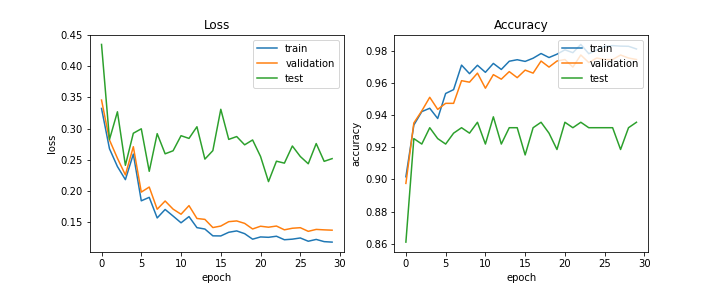 Loss
0.45
0.40
0.35
0.30
0.25
0.20
0.15
loss
0
5
10
15
20
25
30
epoch
train
validation
test
Accuracy
0.98
0.96
0.94
0.92
0.90
0.88
0.86
accuracy
0
5
10
15
20
25
30
epoch
train
validation
test